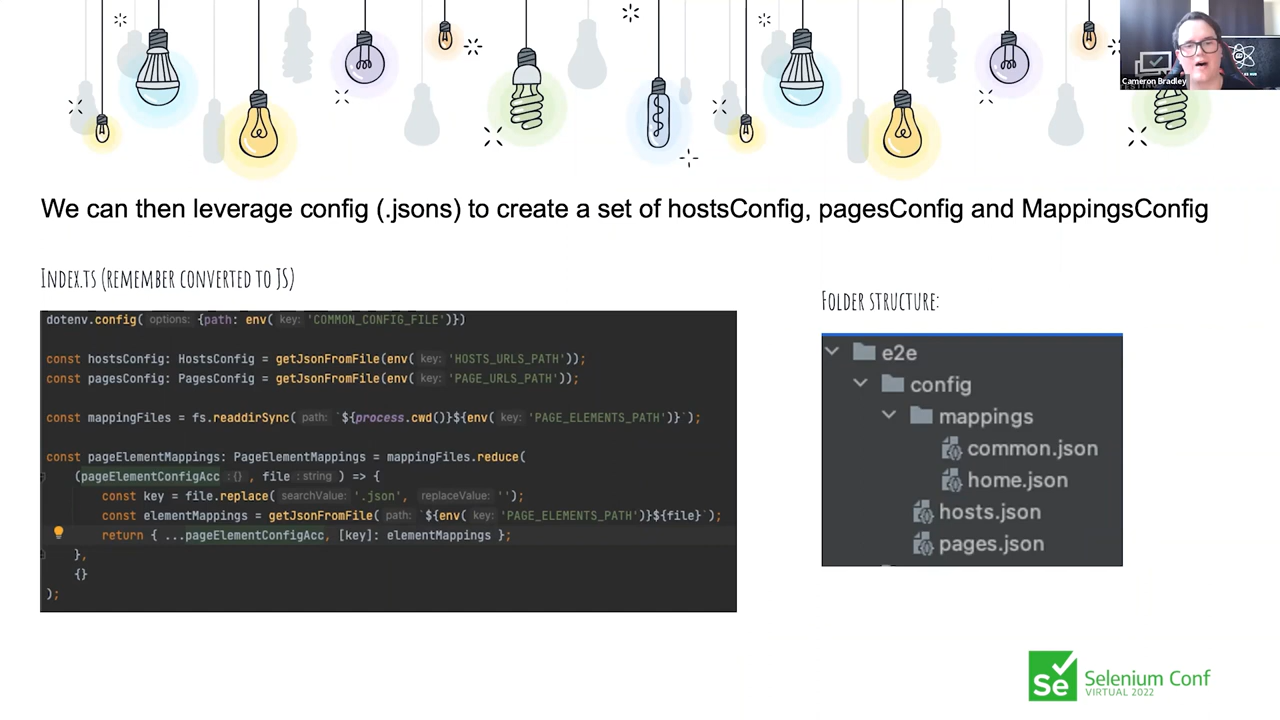 Cameron Bradley
We can then leverage config (.jsons) to create a set of hostsConfig, pagesConfig and MappingsConfig
Index.ts (Remember converted to JS)
dotenv.config( options: {path: env( key: 'COMMON_CONFIG_FILE')})
const hostsConfig: HostsConfig = getJsonFromFile(env( key: 'HOSTS_URLS_PATH'));
const pagesConfig: PagesConfig = getJsonFromFile(env( key: 'PAGE_URLS_PATH'));
const mappingFiles = fs.readdirSync( path: `${process.cwd()}${env( key: 'PAGE_ELEMENTS_PATH')}`);
const pageElementMappings: PageElementMappings = mappingFiles.reduce(
(pageElementConfigAcc : {} , file : string ) => {
const key = file.replace( searchValue: '.json', replaceValue: '');
const elementMappings = getJsonFromFile( path: `${env( key: 'PAGE_ELEMENTS_PATH')}${file}`);
return { ...pageElementConfigAcc, [key]: elementMappings };
},
{}
);
Folder structure:
e2e
config
mappings
common.json
home.json
hosts.json
pages.json
Se
Selenium Conf
VIRTUAL 2022